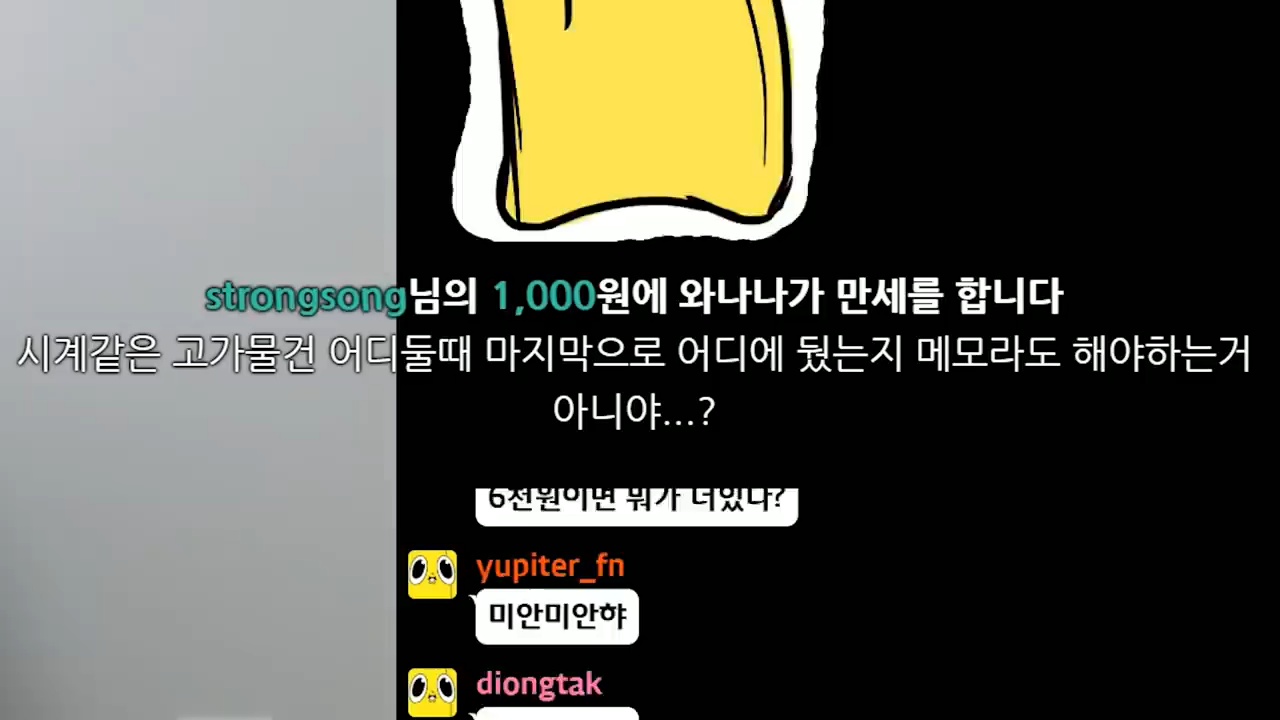 strongsong님의 1,000원에 와나나가 만세를 합니다
시계같은 고가물건 어디둘때 마지막으로 어디에 뒀는지 메모라도 해야하는거
아니야...?
6천원이면 뭐가 더있나?
yupiter_fn
미안미안햐
diongtak